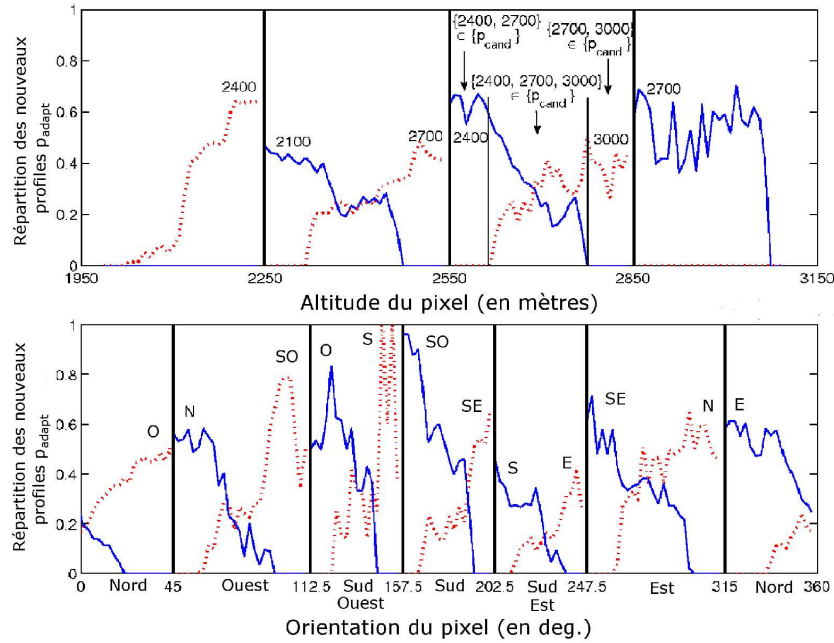 Répartition des nouveaux
profiles p_adapt
1
0.8
0.6
0.4
0.2
0
{2400, 2700}
∈ {p_cand}
{2700, 3000}
∈ {p_cand}
{2400, 2700, 3000}
∈ {p_cand}
2400
2100
2700
2400
3000
2700
1950
2250
2550
2850
3150
Altitude du pixel (en mètres)
Répartition des nouveaux
profiles p_adapt
1
0.8
0.6
0.4
0.2
0
O
N
SO
O
S
SO
SE
S
E
SE
N
E
0
Nord
45
Ouest
112.5
Sud
Ouest
157.5
Sud
202.5
Sud
Est
247.5
Est
315
Nord
360
Orientation du pixel (en deg.)